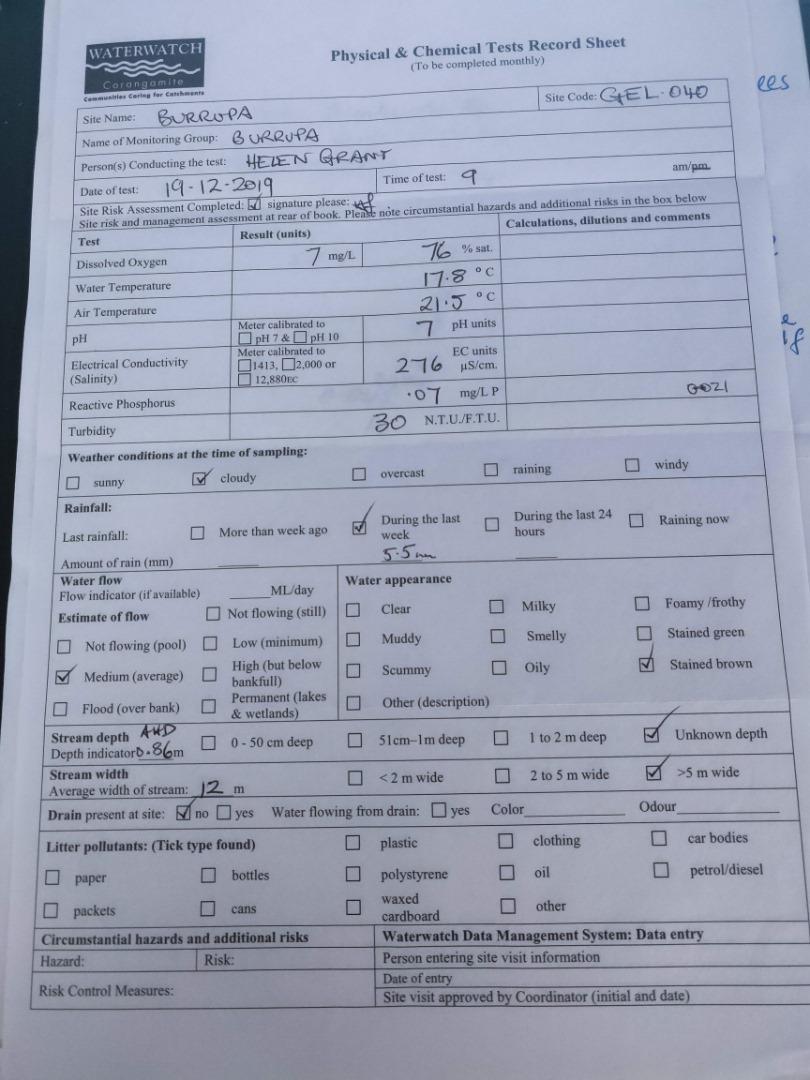 WATERWATCH
Corangamite
Communities Caring for Catchments
Physical & Chemical Tests Record Sheet
(To be completed monthly)
ees
Site Name: BURRUPA
Site Code: GEL-040
Name of Monitoring Group: BURRUPA
Person(s) Conducting the test: HELEN GRANT
Date of test: 19-12-2019
Time of test: 9 am/pm
Site Risk Assessment Completed: ☑ signature please:
Site risk and management assessment at rear of book. Please note circumstantial hazards and additional risks in the box below
Test Result (units) Calculations, dilutions and comments
Dissolved Oxygen 7 mg/L 76 % sat.
Water Temperature 17.8 °C
Air Temperature 21.5 °C
pH
Meter calibrated to
☐ pH 7 & ☐ pH 10
7 pH units
Electrical Conductivity
(Salinity)
Meter calibrated to
☐ 1413, ☐ 2,000 or
☐ 12,880EC
276 EC units
µS/cm.
Reactive Phosphorus .07 mg/L P G021
Turbidity 30 N.T.U./F.T.U.
Weather conditions at the time of sampling:
☐ sunny ☑ cloudy ☐ overcast ☐ raining ☐ windy
Rainfall:
Last rainfall: ☐ More than week ago ☑ During the last week ☐ During the last 24 hours ☐ Raining now
Amount of rain (mm) ____ 5.5mm ____
Water flow
Flow indicator (if available) ____ ML/day
Estimate of flow ☐ Not flowing (still)
☐ Not flowing (pool) ☐ Low (minimum)
☑ Medium (average) ☐ High (but below bankfull)
☐ Flood (over bank) ☐ Permanent (lakes & wetlands)
Water appearance
☐ Clear ☐ Milky ☐ Foamy /frothy
☐ Muddy ☐ Smelly ☐ Stained green
☐ Scummy ☐ Oily ☑ Stained brown
☐ Other (description)
Stream depth AHD
Depth indicator 0.86m ☐ 0 - 50 cm deep ☐ 51cm–1m deep ☐ 1 to 2 m deep ☑ Unknown depth
Stream width
Average width of stream: 12 m ☐ < 2 m wide ☐ 2 to 5 m wide ☑ >5 m wide
Drain present at site: ☑ no ☐ yes Water flowing from drain: ☐ yes Color____ Odour____
Litter pollutants: (Tick type found) ☐ plastic ☐ clothing ☐ car bodies
☐ paper ☐ bottles ☐ polystyrene ☐ oil ☐ petrol/diesel
☐ packets ☐ cans ☐ waxed cardboard ☐ other
Circumstantial hazards and additional risks
Hazard: Risk:
Risk Control Measures:
Waterwatch Data Management System: Data entry
Person entering site visit information
Date of entry
Site visit approved by Coordinator (initial and date)